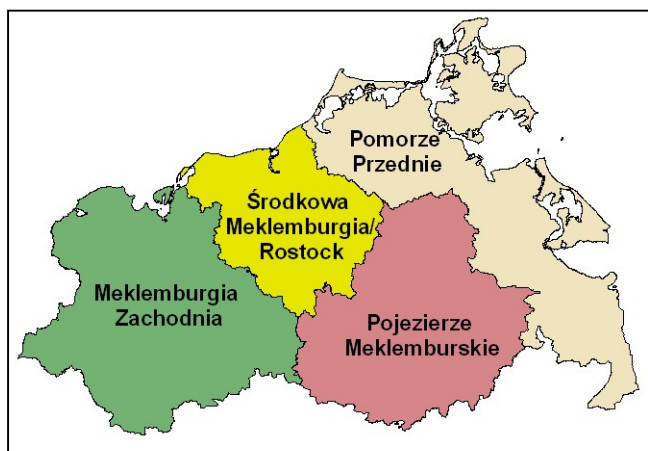 Pomorze
Przednie
Środkowa
Meklemburgia/
Rostock
Meklemburgia
Zachodnia
Pojezierze
Meklemburskie